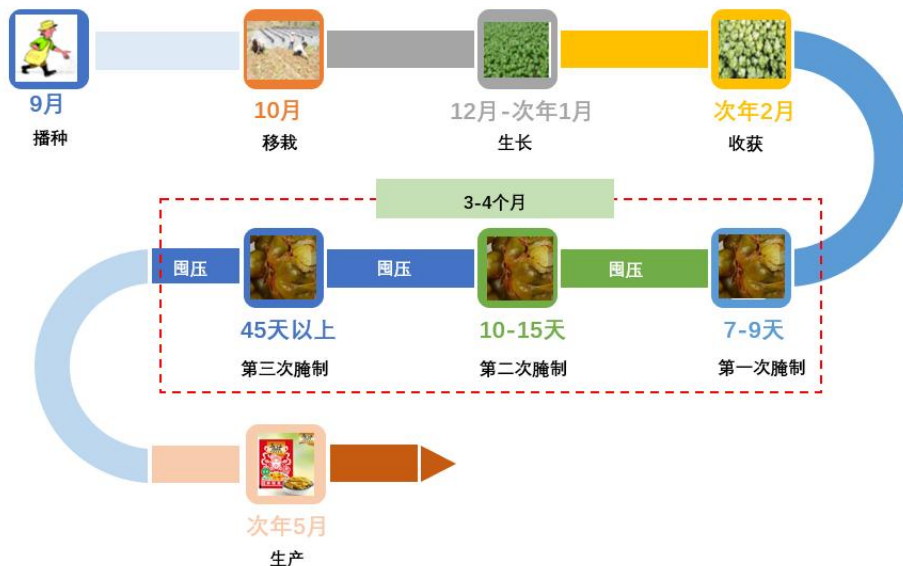 9月
10月
12月-次年1月
次年2月
播种
移栽
生长
收获
3-4个月
囤压
囤压
囤压
7-9天
第一次腌制
10-15天
第二次腌制
45天以上
第三次腌制
次年5月
生产